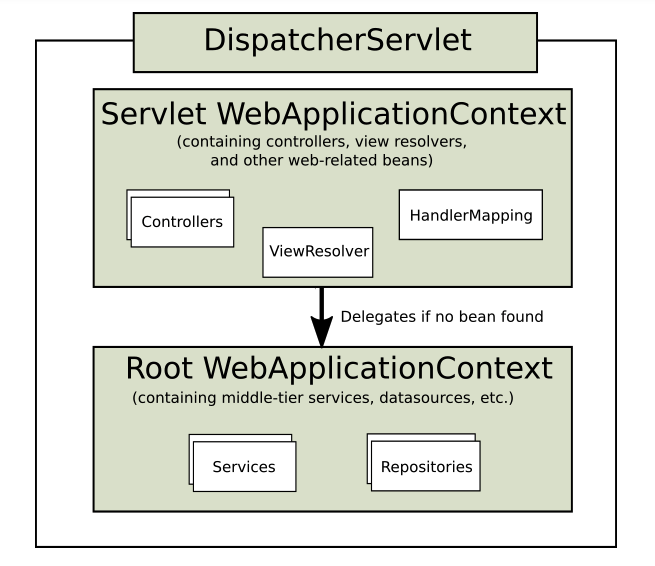 DispatcherServlet
Servlet WebApplicationContext
(containing controllers, view resolvers,
and other web-related beans)
Controllers
HandlerMapping
ViewResolver
Delegates if no bean found
Root WebApplicationContext
(containing middle-tier services, datasources, etc.)
Services
Repositories